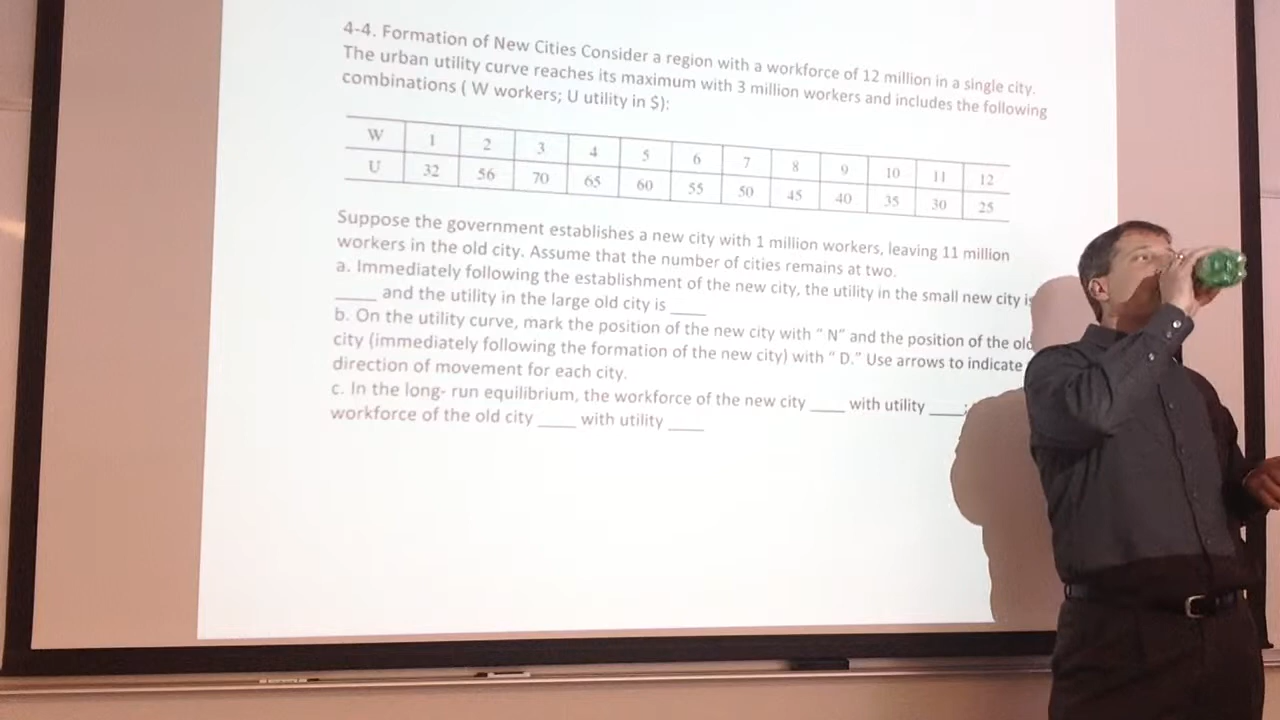 4-4. Formation of New Cities Consider a region with a workforce of 12 million in a single city.
The urban utility curve reaches its maximum with 3 million workers and includes the following
combinations ( W workers; U utility in $):
W 1 2 3 4 5 6 7 8 9 10 11 12
U 32 56 70 65 60 55 50 45 40 35 30 25
Suppose the government establishes a new city with 1 million workers, leaving 11 million
workers in the old city. Assume that the number of cities remains at two.
a. Immediately following the establishment of the new city, the utility in the small new city is
____ and the utility in the large old city is ____
b. On the utility curve, mark the position of the new city with “ N” and the position of the old
city (immediately following the formation of the new city) with “ D.” Use arrows to indicate
direction of movement for each city.
c. In the long- run equilibrium, the workforce of the new city ____ with utility ____;
workforce of the old city ____ with utility ____